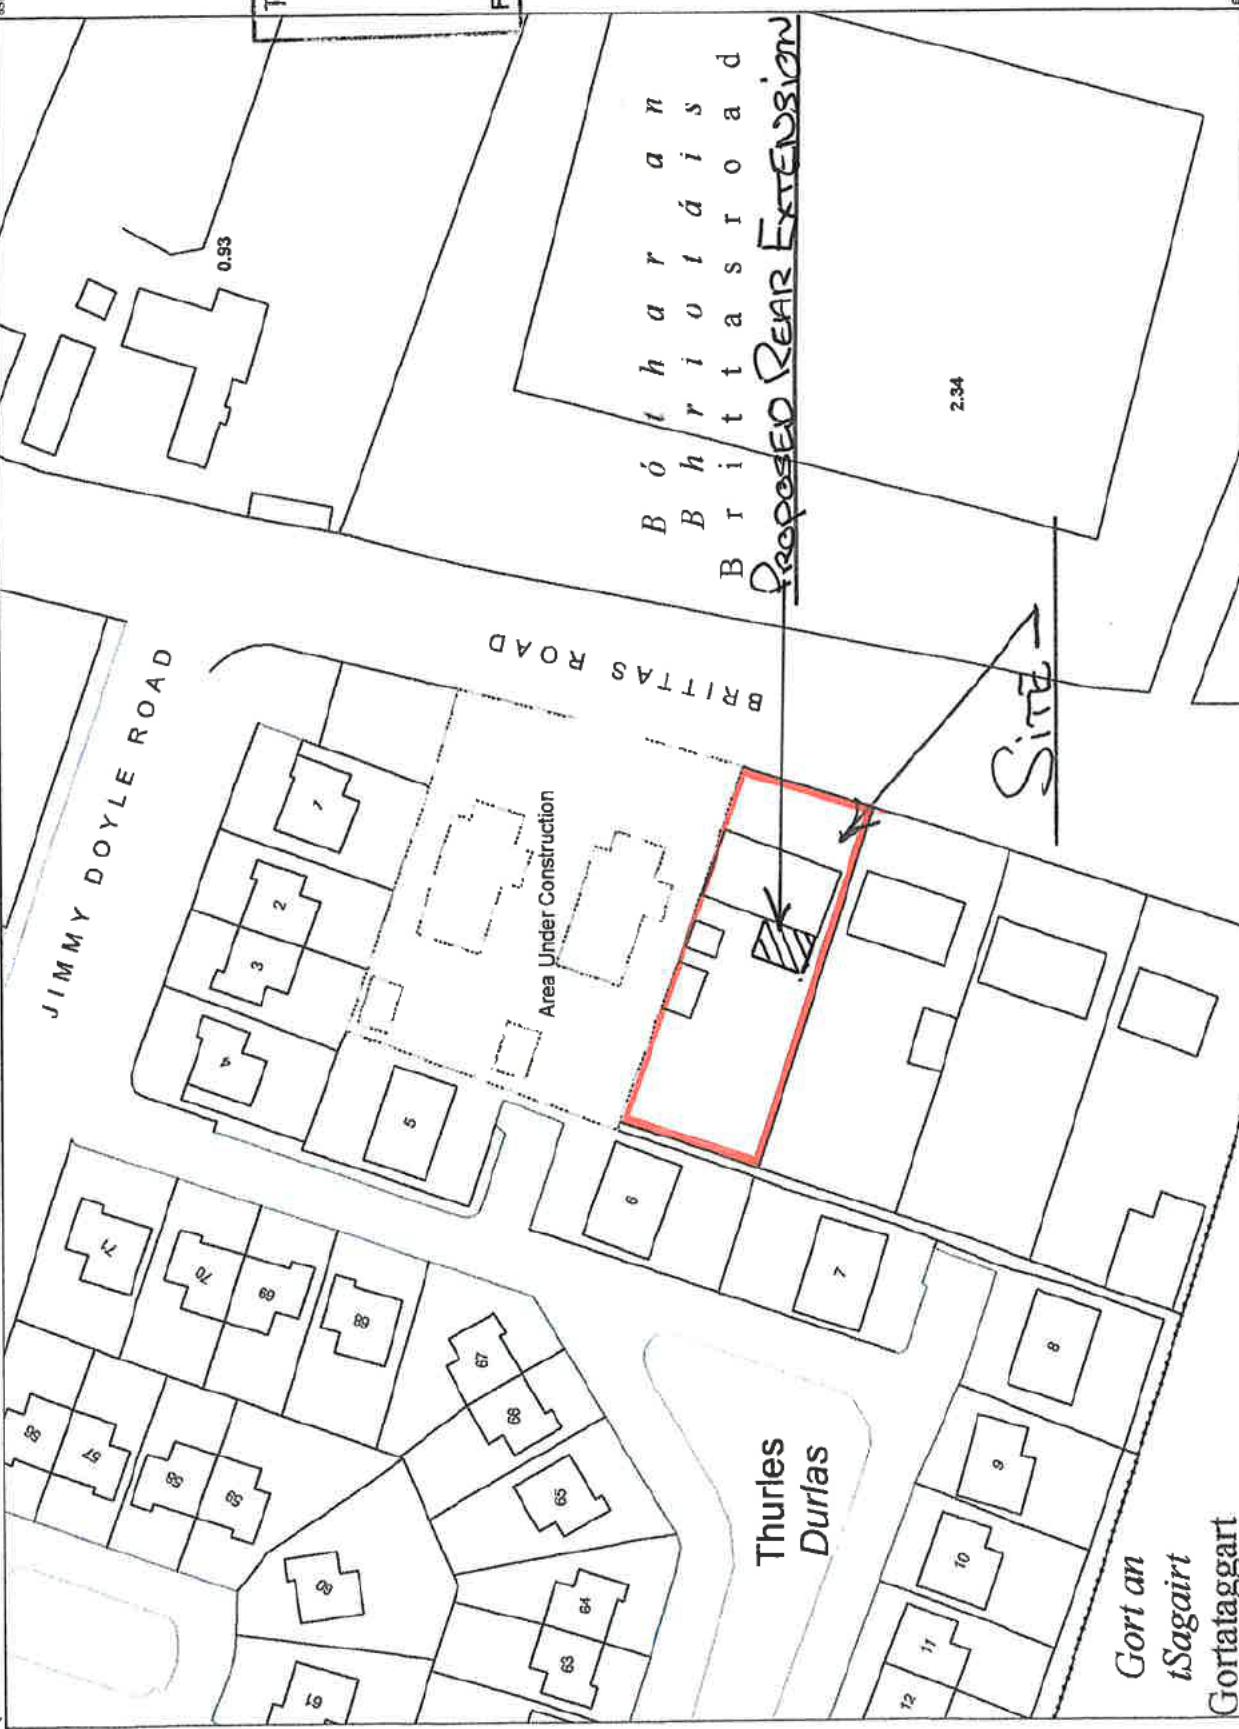 JIMMY DOYLE ROAD
BRITTAS ROAD
Area Under Construction
Bóthar an
Bhriotáis
Brittasroad
PROPOSED REAR EXTENSION
SITE
0.93
2.34
Thurles
Durlas
Gort an
tSagairt
Gortataggart
1
2
3
4
5
6
7
8
9
10
11
12
56
57
58
59
60
61
63
64
65
66
67
68
69
70
71
T
F